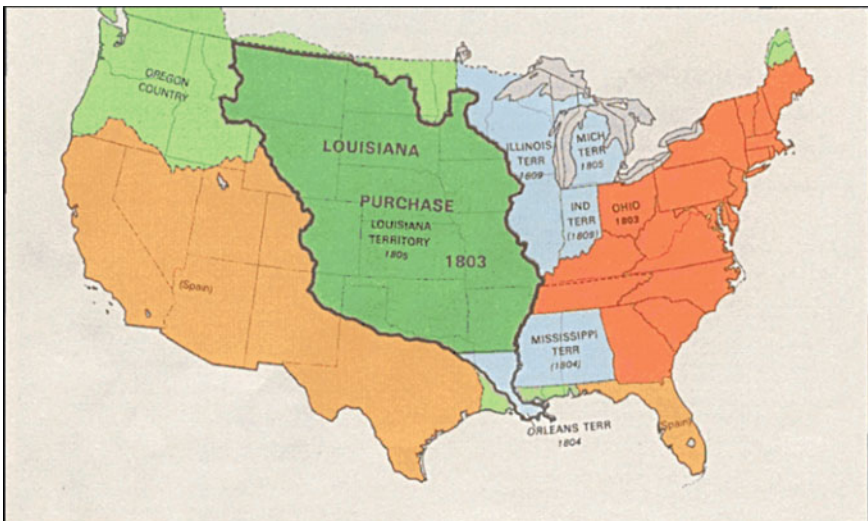 OREGON
COUNTRY
LOUISIANA
PURCHASE
LOUISIANA
TERRITORY
1805
1803
ILLINOIS
TERR
1809
MICH
TERR
1805
IND
TERR
(1809)
OHIO
1803
(Spain)
MISSISSIPPI
TERR
(1804)
ORLEANS TERR
1804
(Spain)